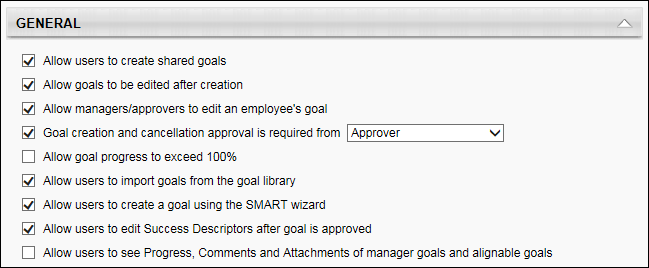 GENERAL
Allow users to create shared goals
Allow goals to be edited after creation
Allow managers/approvers to edit an employee's goal
Goal creation and cancellation approval is required from Approver
Allow goal progress to exceed 100%
Allow users to import goals from the goal library
Allow users to create a goal using the SMART wizard
Allow users to edit Success Descriptors after goal is approved
Allow users to see Progress, Comments and Attachments of manager goals and alignable goals